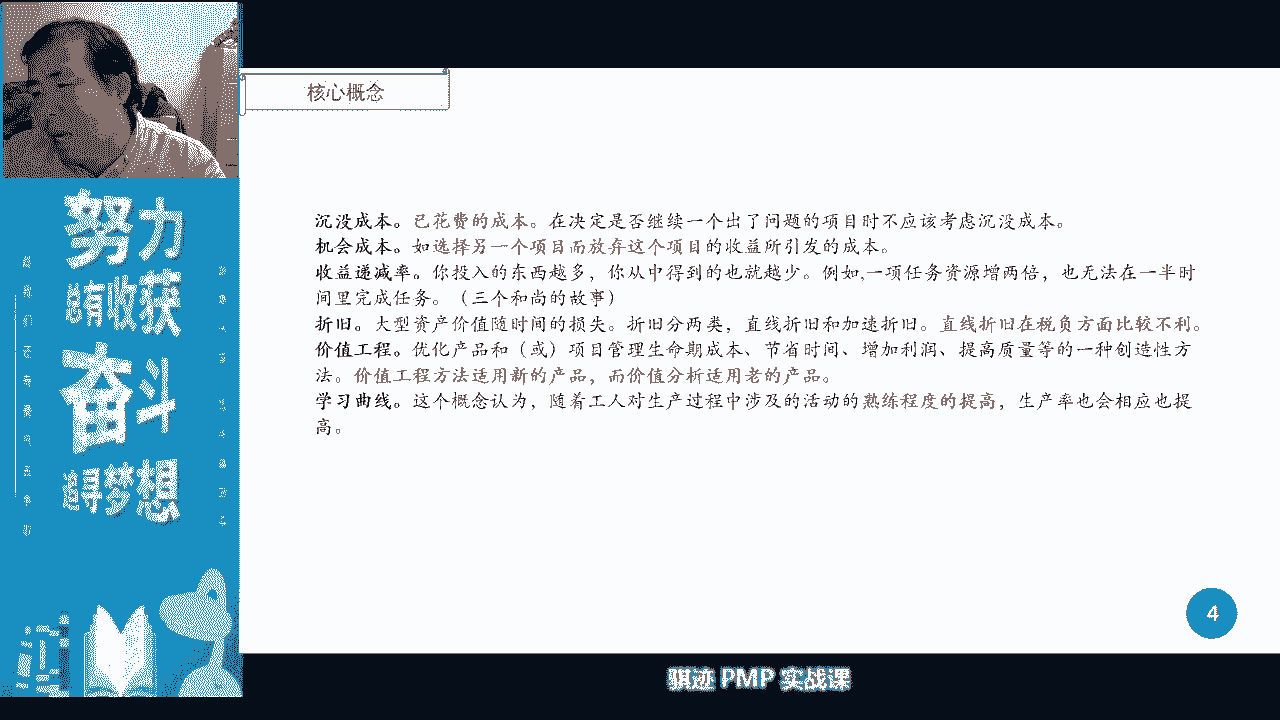 核心概念
沉没成本。已花费的成本。在决定是否继续一个出了问题的项目时不应该考虑沉没成本。
机会成本。如选择另一个项目而放弃这个项目的收益所引发的成本。
收益递减率。你投入的东西越多，你从中得到的也就越少。例如,一项任务资源增两倍，也无法在一半时
间里完成任务。（三个和尚的故事）
折旧。大型资产价值随时间的损失。折旧分两类，直线折旧和加速折旧。直线折旧在税负方面比较不利。
价值工程。优化产品和（或）项目管理生命期成本、节省时间、增加利润、提高质量等的一种创造性方
法。价值工程方法适用新的产品，而价值分析适用老的产品。
学习曲线。这个概念认为，随着工人对生产过程中涉及的活动的熟练程度的提高，生产率也会相应也提
高。
努力
总有收获
奋斗
追寻梦想
4
骐迹 PMP 实战课